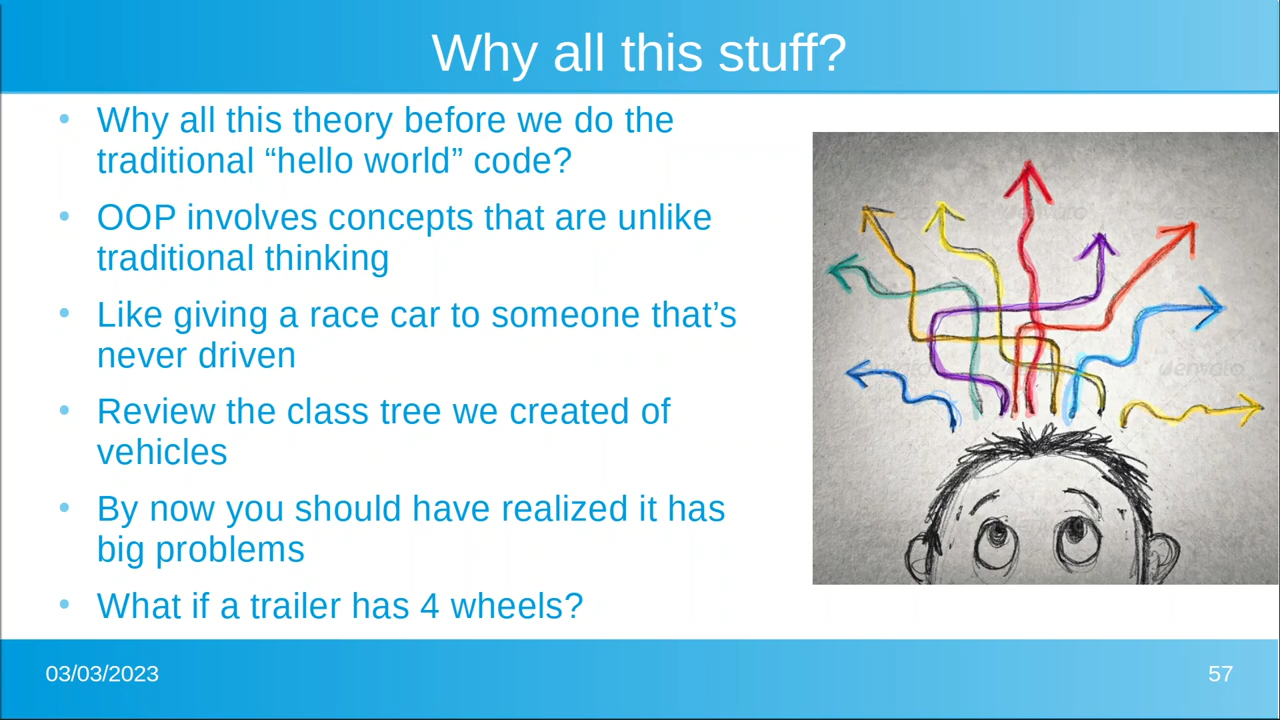 Why all this stuff?
• Why all this theory before we do the
traditional “hello world” code?
• OOP involves concepts that are unlike
traditional thinking
• Like giving a race car to someone that’s
never driven
• Review the class tree we created of
vehicles
• By now you should have realized it has
big problems
• What if a trailer has 4 wheels?
03/03/2023
57